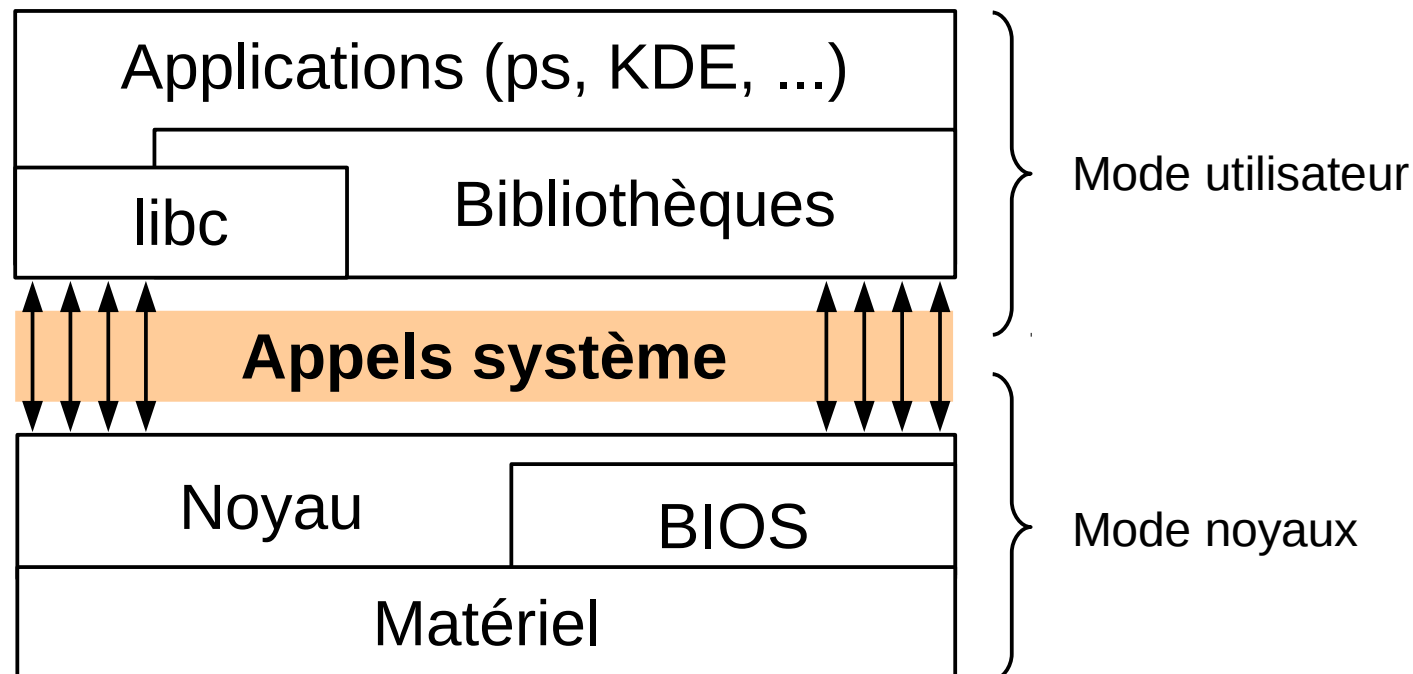 Applications (ps, KDE, ...)
Mode utilisateur
Bibliothèques
libc
Appels système
Noyau
BIOS
Mode noyaux
Matériel